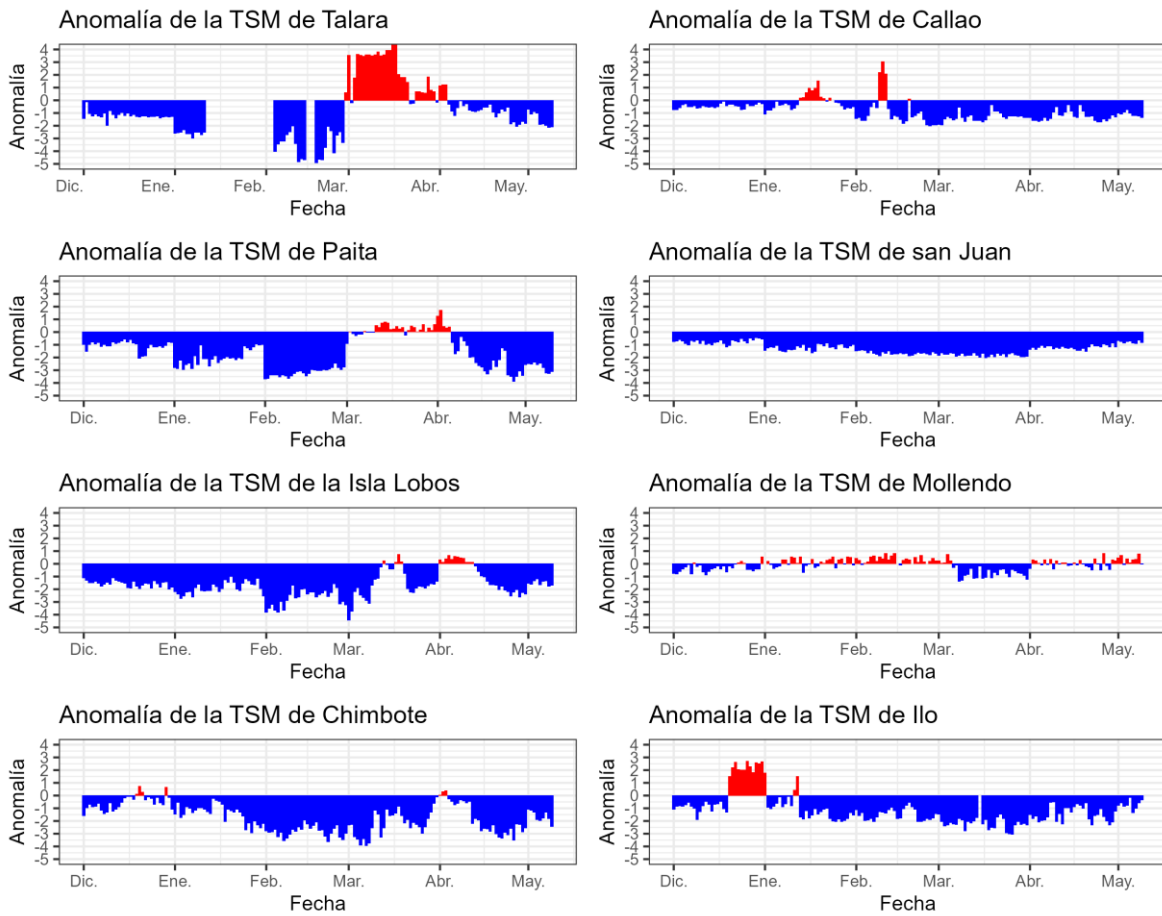 Anomalía de la TSM de Talara
Anomalía
4
3
2
1
0
-1
-2
-3
-4
-5
Dic. Ene. Feb. Mar. Abr. May.
Fecha
Anomalía de la TSM de Callao
Anomalía
4
3
2
1
0
-1
-2
-3
-4
-5
Dic. Ene. Feb. Mar. Abr. May.
Fecha
Anomalía de la TSM de Paita
Anomalía
4
3
2
1
0
-1
-2
-3
-4
-5
Dic. Ene. Feb. Mar. Abr. May.
Fecha
Anomalía de la TSM de san Juan
Anomalía
4
3
2
1
0
-1
-2
-3
-4
-5
Dic. Ene. Feb. Mar. Abr. May.
Fecha
Anomalía de la TSM de la Isla Lobos
Anomalía
4
3
2
1
0
-1
-2
-3
-4
-5
Dic. Ene. Feb. Mar. Abr. May.
Fecha
Anomalía de la TSM de Mollendo
Anomalía
4
3
2
1
0
-1
-2
-3
-4
-5
Dic. Ene. Feb. Mar. Abr. May.
Fecha
Anomalía de la TSM de Chimbote
Anomalía
4
3
2
1
0
-1
-2
-3
-4
-5
Dic. Ene. Feb. Mar. Abr. May.
Fecha
Anomalía de la TSM de Ilo
Anomalía
4
3
2
1
0
-1
-2
-3
-4
-5
Dic. Ene. Feb. Mar. Abr. May.
Fecha